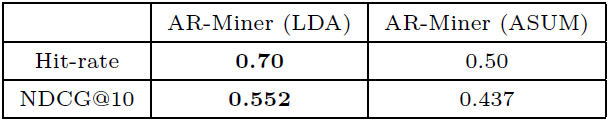 AR-Miner (LDA) AR-Miner (ASUM)
Hit-rate 0.70 0.50
NDCG@10 0.552 0.437